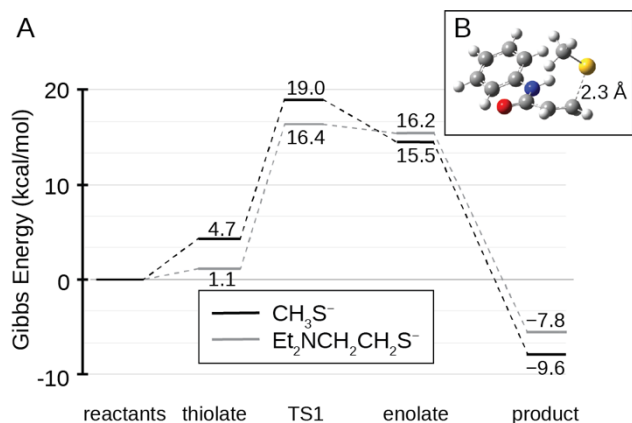 A
B
2.3 Å
Gibbs Energy (kcal/mol)
20
10
0
-10
19.0
16.4
16.2
15.5
4.7
1.1
−7.8
−9.6
CH₃S⁻
Et₂NCH₂CH₂S⁻
reactants thiolate TS1 enolate product